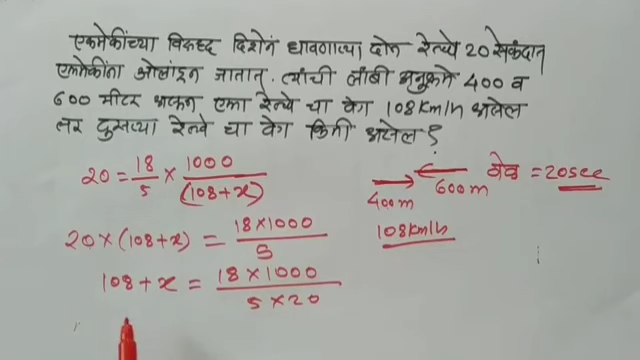 एकमेकींच्या विरुद्ध दिशेने धावणाऱ्या दोन रेल्वे 20 सेकंदात
एकमेकींना ओलांडून जातात. त्यांची लांबी अनुक्रमे 400 व
600 मीटर असून एका रेल्वे चा वेग 108 Km/h असेल
तर दुसऱ्या रेल्वे चा वेग किती असेल ?
20 = 18/5 × 1000/(108+x)
400m 600m वेळ = 20sec
108km/h
20 × (108+x) = 18×1000/5
108+x = 18×1000/5×20